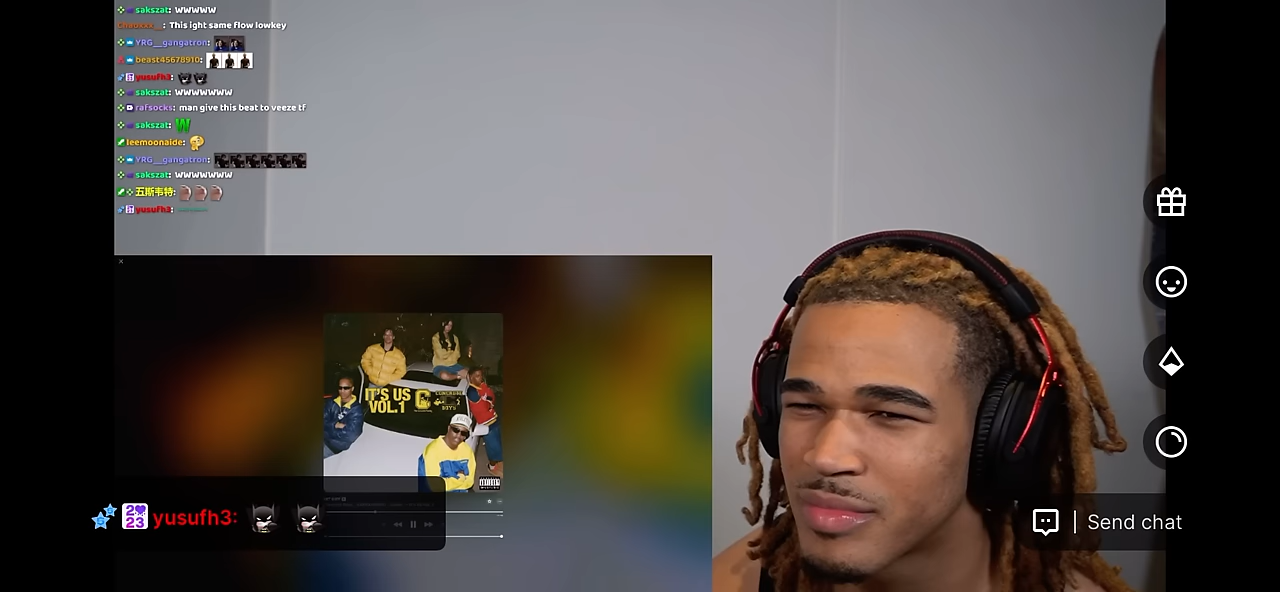 sakszat: WWWWW
: This ight same flow lowkey
YRG__gangatron:
beast45678910:
yusufh3:
sakszat: WWWWWWW
rafsocks: man give this beat to veeze tf
sakszat: W
leemoonaide:
YRG__gangatron:
sakszat: WWWWWWW
五斯韦特:
yusufh3:
IT'S US
VOL.1
2023 yusufh3:
Send chat